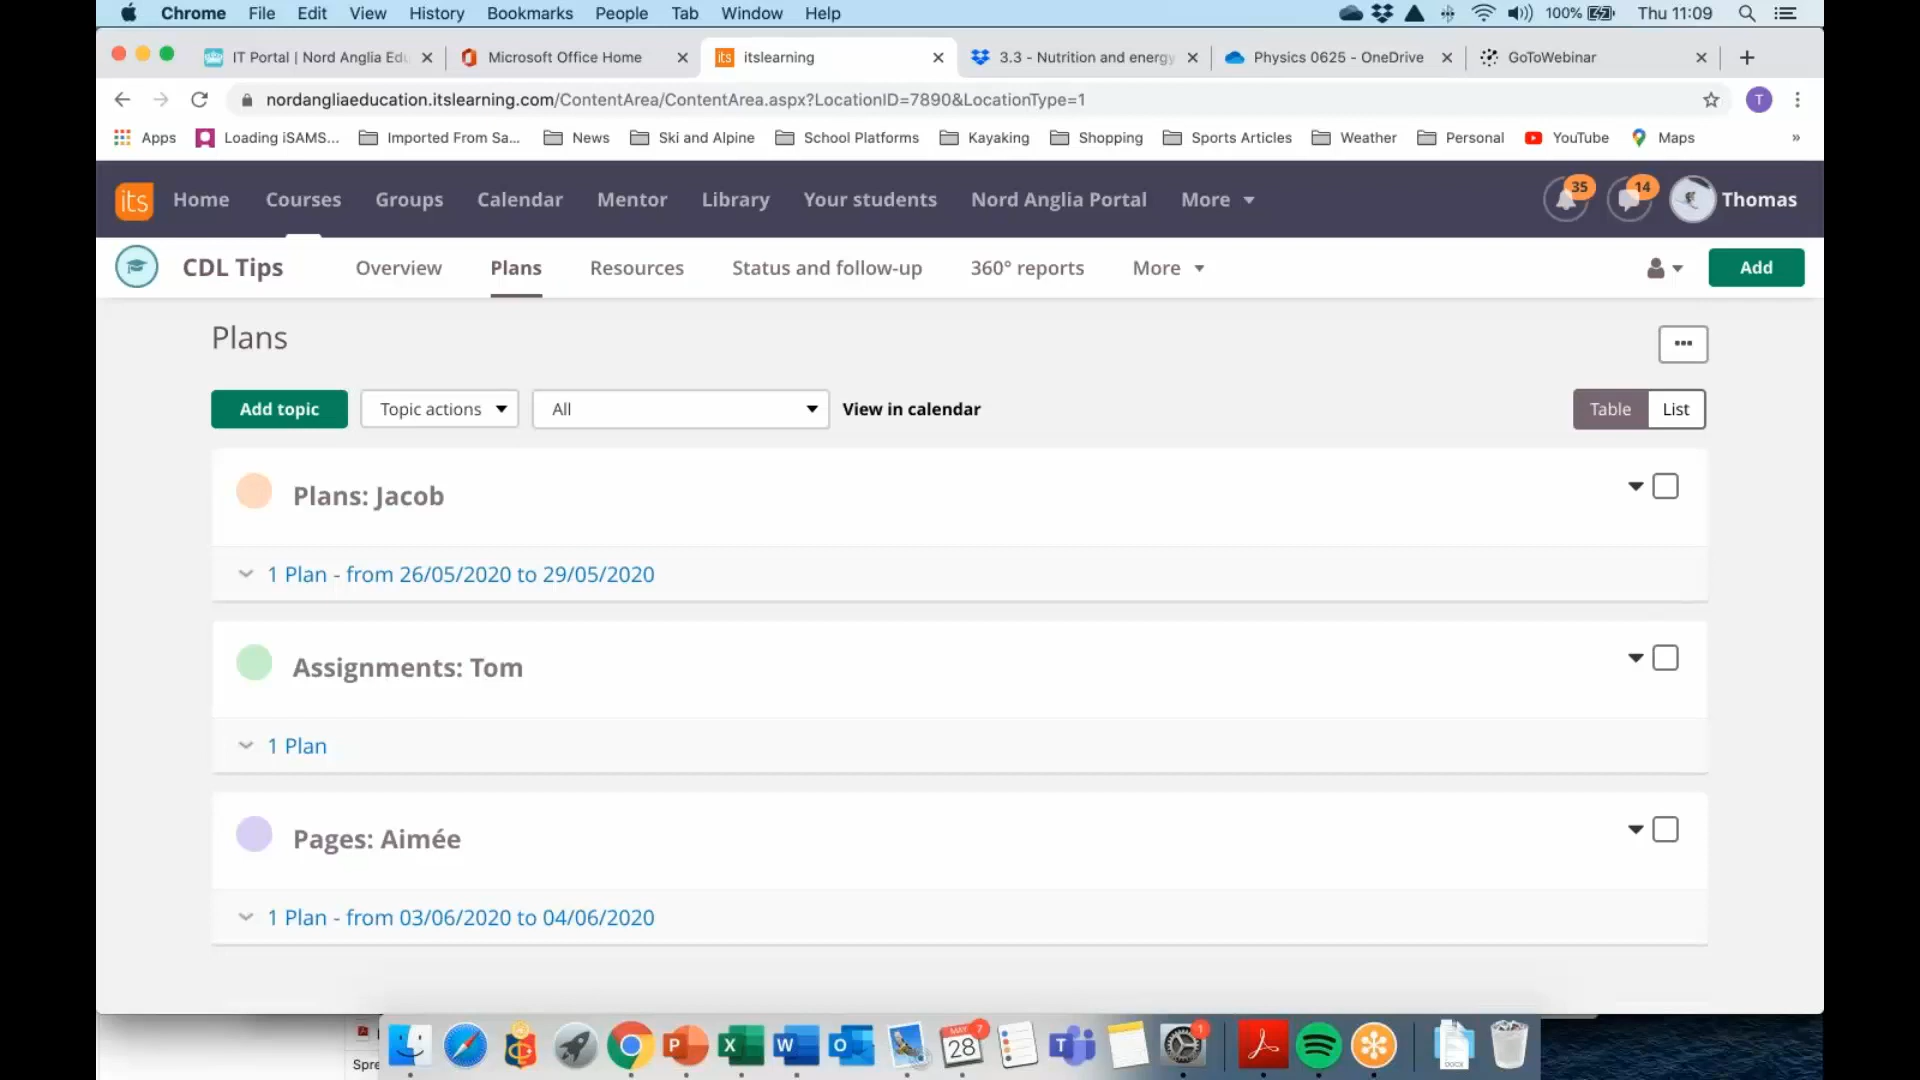 Chrome File Edit View History Bookmarks People Tab Window Help 100% Thu 11:09
IT Portal | Nord Anglia Edu Microsoft Office Home its itslearning 3.3 - Nutrition and energy Physics 0625 - OneDrive GoToWebinar
nordangliaeducation.itslearning.com/ContentArea/ContentArea.aspx?LocationID=7890&LocationType=1 T
Apps Loading iSAMS... Imported From Sa... News Ski and Alpine School Platforms Kayaking Shopping Sports Articles Weather Personal YouTube Maps »
its Home Courses Groups Calendar Mentor Library Your students Nord Anglia Portal More 35 14 Thomas
CDL Tips Overview Plans Resources Status and follow-up 360° reports More Add
Plans
Add topic Topic actions All View in calendar Table List
Plans: Jacob
1 Plan - from 26/05/2020 to 29/05/2020
Assignments: Tom
1 Plan
Pages: Aimée
1 Plan - from 03/06/2020 to 04/06/2020
P X W O MAY 28 7 T 1 DOCX
Spre